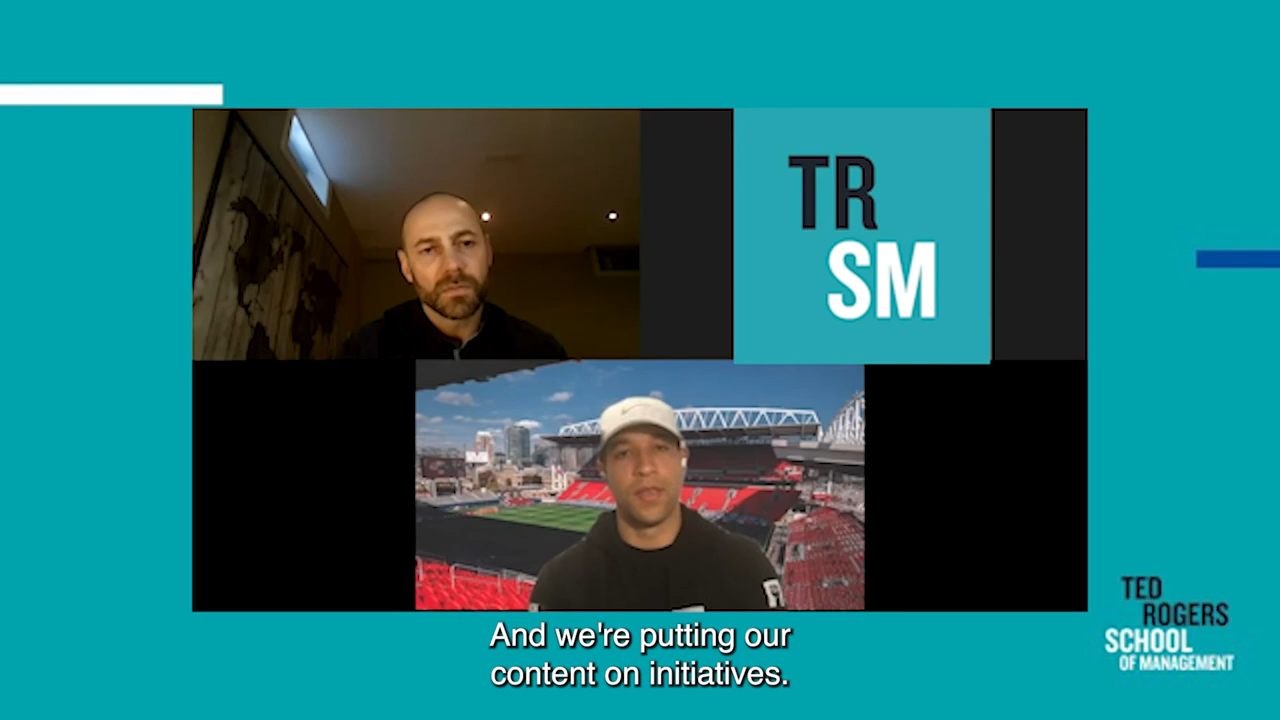 TR
SM
And we're putting our
content on initiatives.
TED
ROGERS
SCHOOL
OF MANAGEMENT